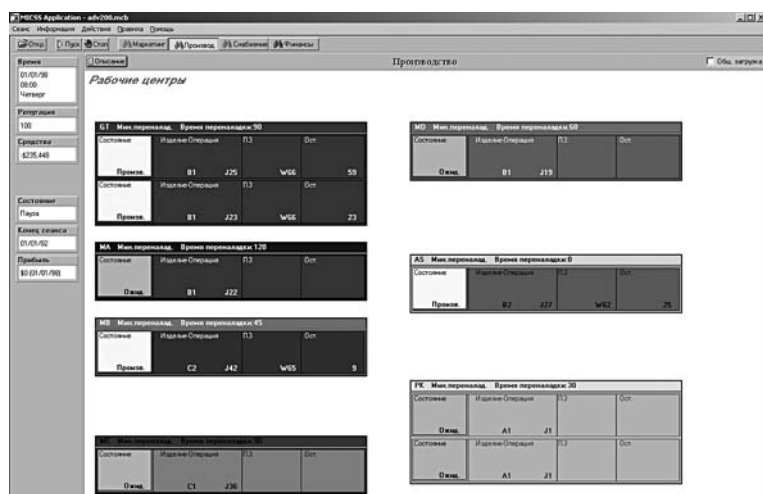 MICSS Application - adv200.mcb
Сеанс Информация Действия Правила Помощь
Откр. Пуск Стоп Маркетинг Производ. Снабжение Финансы
Описание Производство Общ. загрузка
Рабочие центры
Время
01/01/98
08:00
Четверг
Репутация
100
Средства
-$235,448
Состояние
Пауза
Конец сеанса
01/01/02
Прибыль
$0 (01/01/98)
GT Мин.переналад. Время переналадки:90
Состояние Изделие-Операция ПЗ Ост.
Произв. B1 J25 W66 59
Состояние Изделие-Операция ПЗ Ост.
Произв. B1 J23 W66 23
MA Мин.переналад. Время переналадки:120
Состояние Изделие-Операция ПЗ Ост.
Ожид. B1 J22
MB Мин.переналад. Время переналадки:45
Состояние Изделие-Операция ПЗ Ост.
Произв. C2 J42 W65 9
MC Мин.переналад. Время переналадки:
Состояние Изделие-Операция ПЗ Ост.
Ожид. C1 J36
MD Мин.переналад. Время переналадки:60
Состояние Изделие-Операция ПЗ Ост.
Ожид. B1 J19
AS Мин.переналад. Время переналадки:0
Состояние Изделие-Операция ПЗ Ост.
Произв. B2 J27 W62 25
PK Мин.переналад. Время переналадки:30
Состояние Изделие-Операция ПЗ Ост.
Ожид. A1 J1
Состояние Изделие-Операция ПЗ Ост.
Ожид. A1 J1